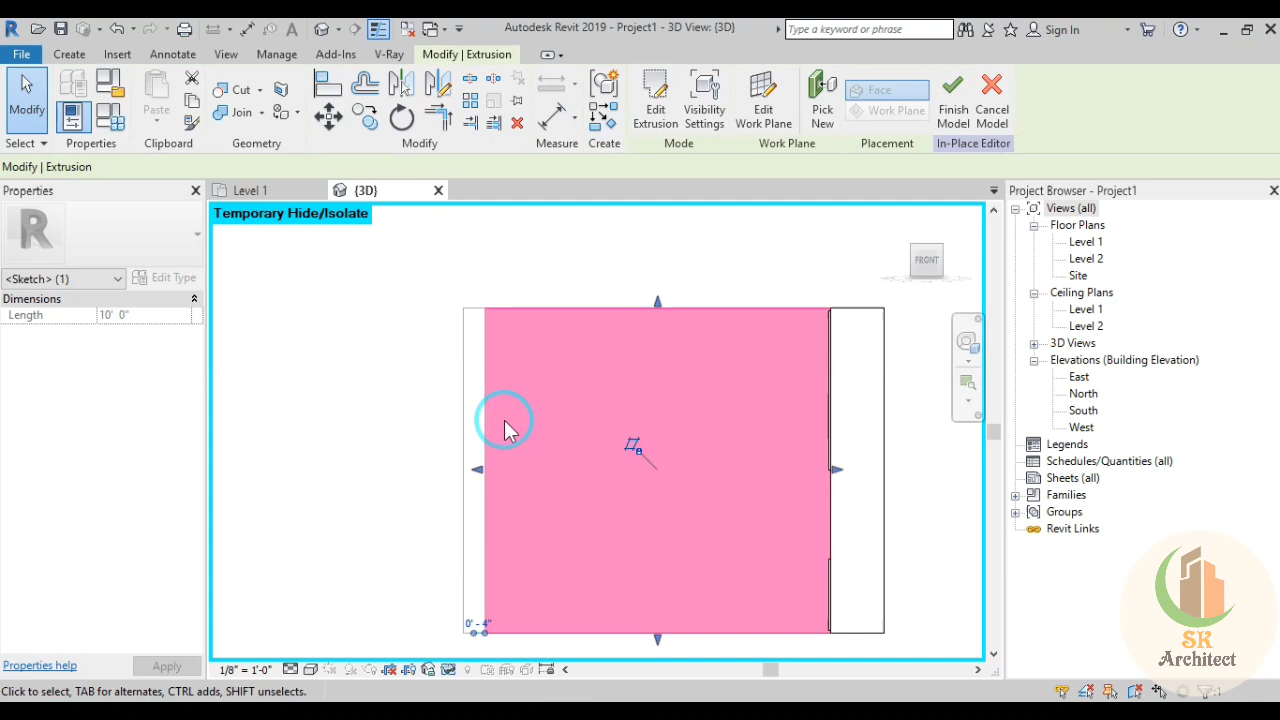 Autodesk Revit 2019 - Project1 - 3D View: {3D}
Type a keyword or phrase
Sign In
File
Create
Insert
Annotate
View
Manage
Add-Ins
V-Ray
Modify | Extrusion
Modify
Paste
Cut
Join
Edit Extrusion
Visibility Settings
Edit Work Plane
Pick New
Face
Work Plane
Finish Model
Cancel Model
Select
Properties
Clipboard
Geometry
Modify
Measure
Create
Mode
Work Plane
Placement
In-Place Editor
Modify | Extrusion
Properties
Level 1
{3D}
Project Browser - Project1
Temporary Hide/Isolate
FRONT
<Sketch> (1)
Edit Type
Dimensions
Length
10' 0"
0' - 4"
Views (all)
Floor Plans
Level 1
Level 2
Site
Ceiling Plans
Level 1
Level 2
3D Views
Elevations (Building Elevation)
East
North
South
West
Legends
Schedules/Quantities (all)
Sheets (all)
Families
Groups
Revit Links
SK
Architect
Properties help
Apply
1/8" = 1'-0"
Click to select, TAB for alternates, CTRL adds, SHIFT unselects.
:1